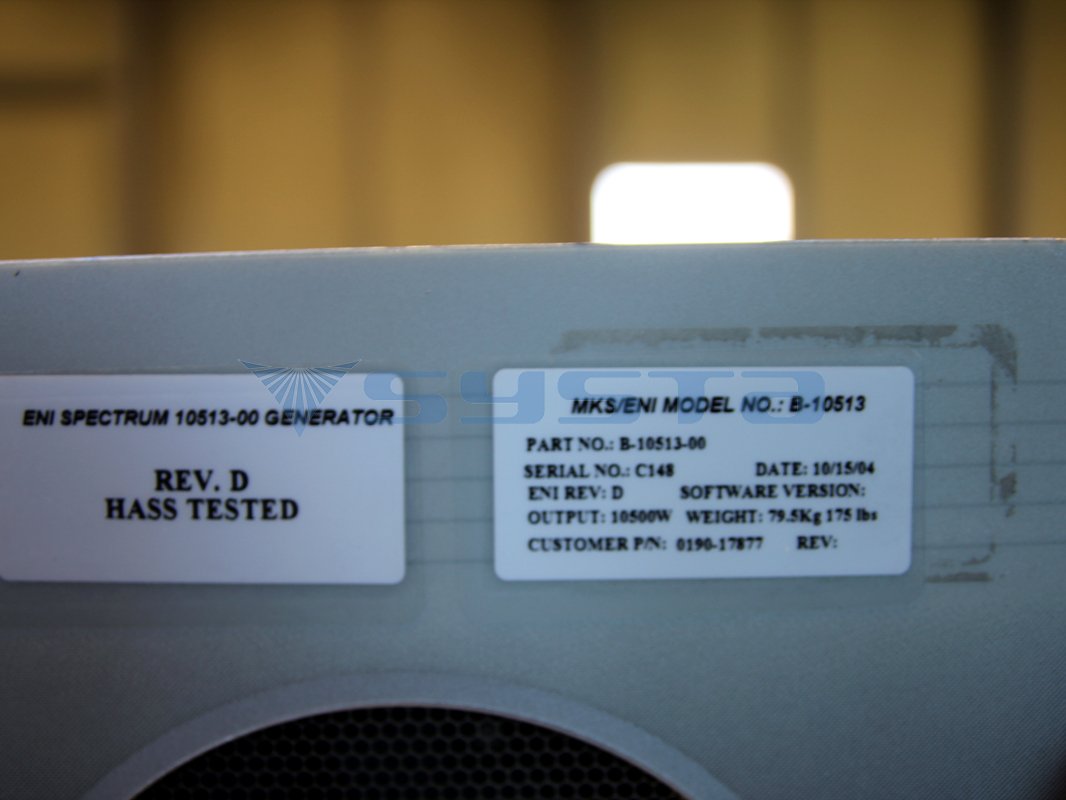 ENI SPECTRUM 10513-00 GENERATOR
REV. D
HASS TESTED
MKS/ENI MODEL NO.: B-10513
PART NO.: B-10513-00
SERIAL NO.: C148 DATE: 10/15/04
ENI REV: D SOFTWARE VERSION:
OUTPUT: 10500W WEIGHT: 79.5Kg 175 lbs
CUSTOMER P/N: 0190-17877 REV:
systa